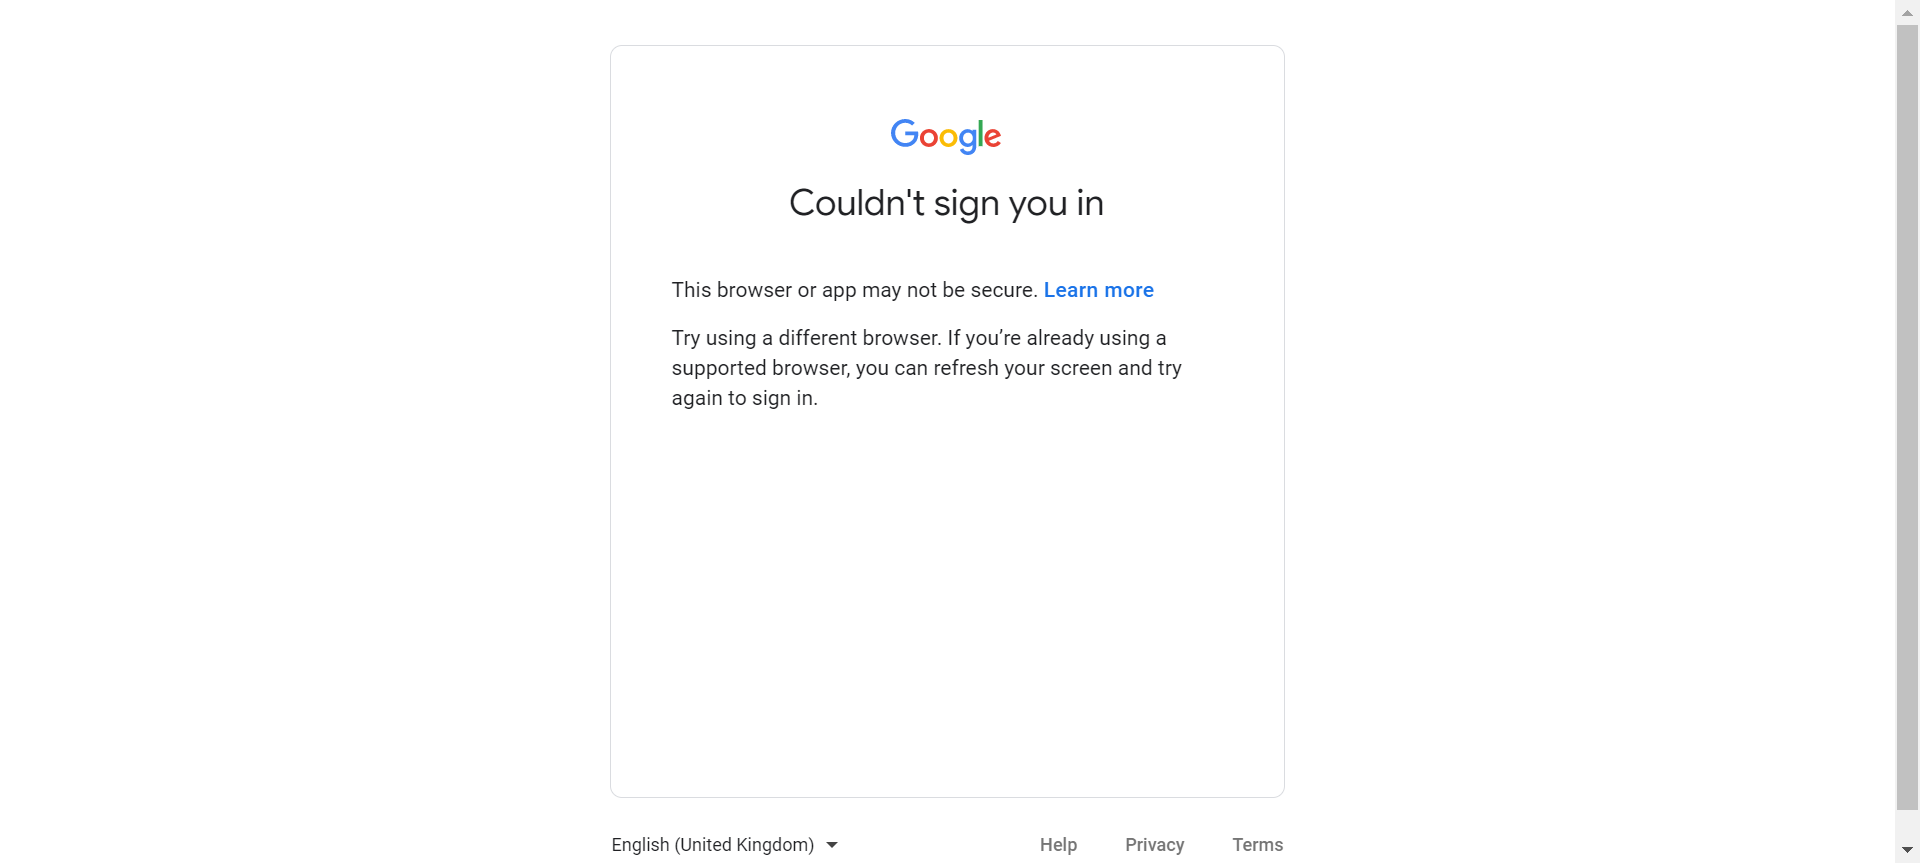 Google
Couldn't sign you in
This browser or app may not be secure. Learn more
Try using a different browser. If you’re already using a
supported browser, you can refresh your screen and try
again to sign in.
English (United Kingdom) Help Privacy Terms